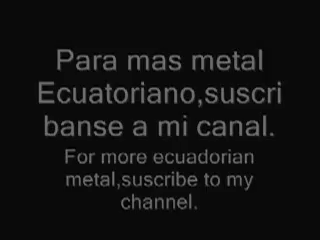 Para mas metal
Ecuatoriano,suscri
banse a mi canal.
For more ecuadorian
metal,suscribe to my
channel.